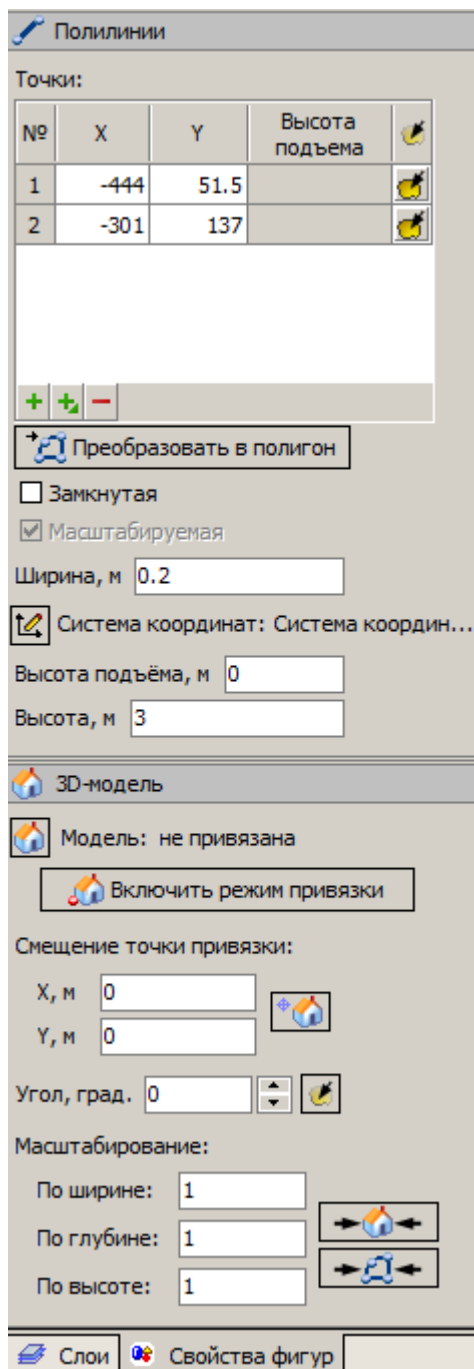 Полилинии
Точки:
№ X Y Высота подъема
1 -444 51.5
2 -301 137
Преобразовать в полигон
Замкнутая
Масштабируемая
Ширина, м 0.2
Система координат: Система координ...
Высота подъёма, м 0
Высота, м 3
3D-модель
Модель: не привязана
Включить режим привязки
Смещение точки привязки:
X, м 0
Y, м 0
Угол, град. 0
Масштабирование:
По ширине: 1
По глубине: 1
По высоте: 1
Слои Свойства фигур